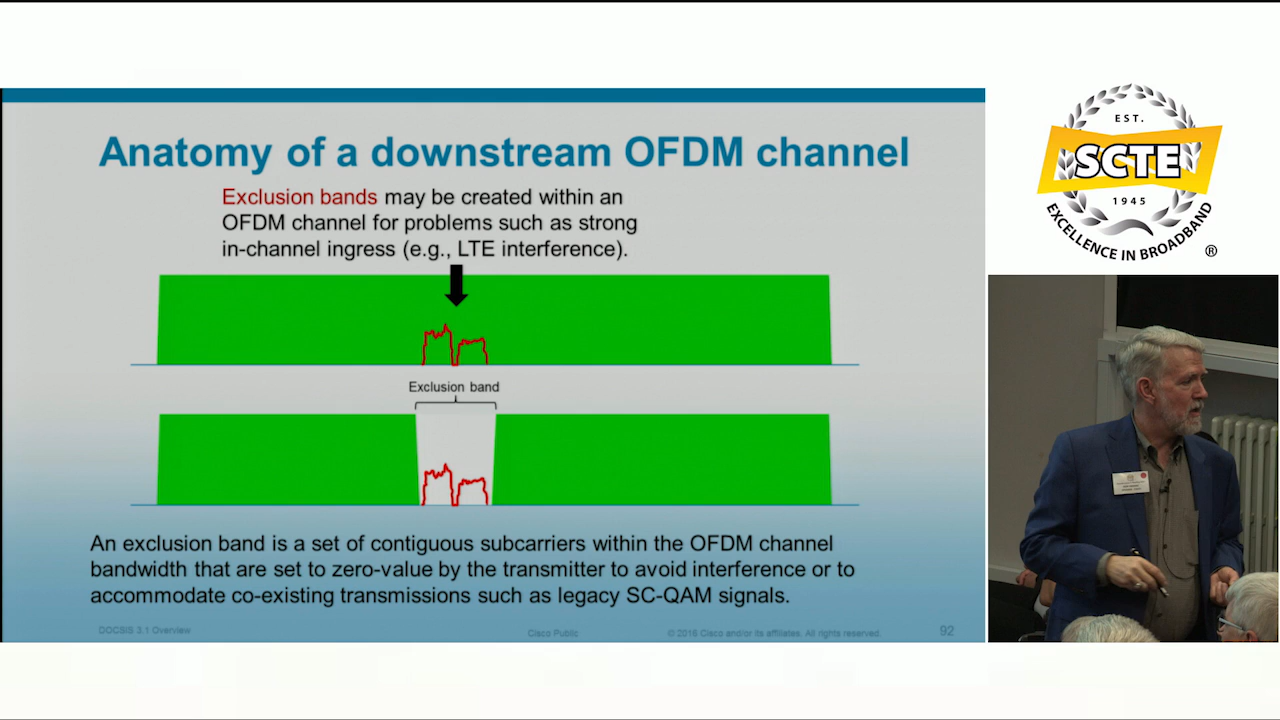 Anatomy of a downstream OFDM channel
Exclusion bands may be created within an
OFDM channel for problems such as strong
in-channel ingress (e.g., LTE interference).
Exclusion band
An exclusion band is a set of contiguous subcarriers within the OFDM channel
bandwidth that are set to zero-value by the transmitter to avoid interference or to
accommodate co-existing transmissions such as legacy SC-QAM signals.
DOCSIS 3.1 Overview
Cisco Public
© 2016 Cisco and/or its affiliates. All rights reserved.
92
EST.
SCTE
1945
EXCELLENCE IN BROADBAND
®